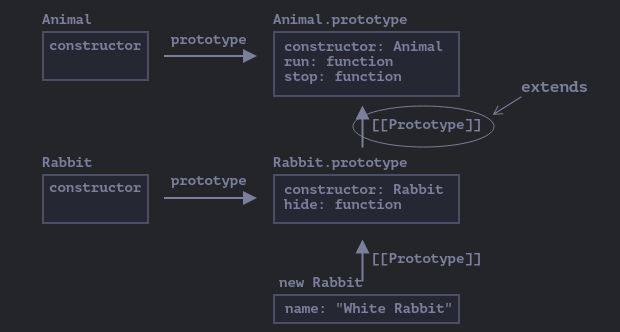 Animal
constructor
prototype
Animal.prototype
constructor: Animal
run: function
stop: function
[[Prototype]]
extends
Rabbit
constructor
prototype
Rabbit.prototype
constructor: Rabbit
hide: function
[[Prototype]]
new Rabbit
name: "White Rabbit"